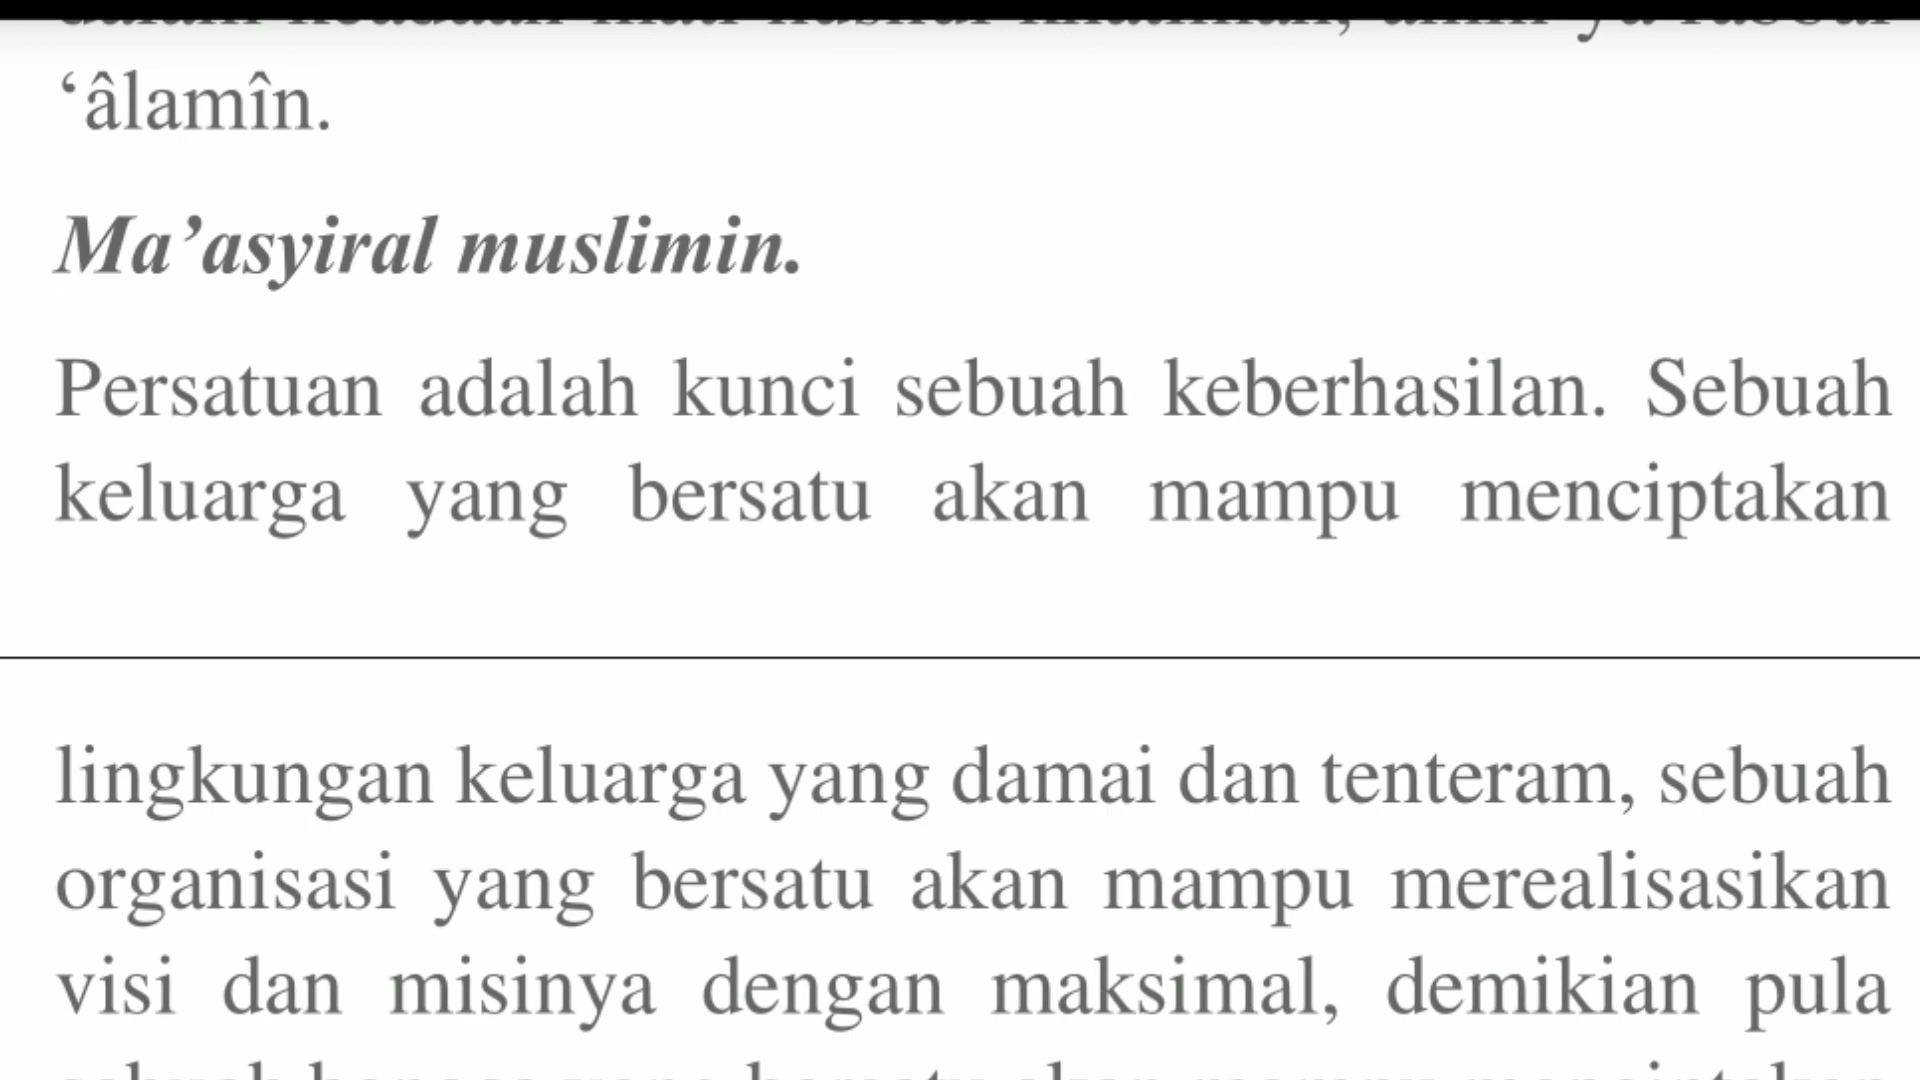 ‘âlamîn.
Ma’asyiral muslimin.
Persatuan adalah kunci sebuah keberhasilan. Sebuah
keluarga yang bersatu akan mampu menciptakan
lingkungan keluarga yang damai dan tenteram, sebuah
organisasi yang bersatu akan mampu merealisasikan
visi dan misinya dengan maksimal, demikian pula